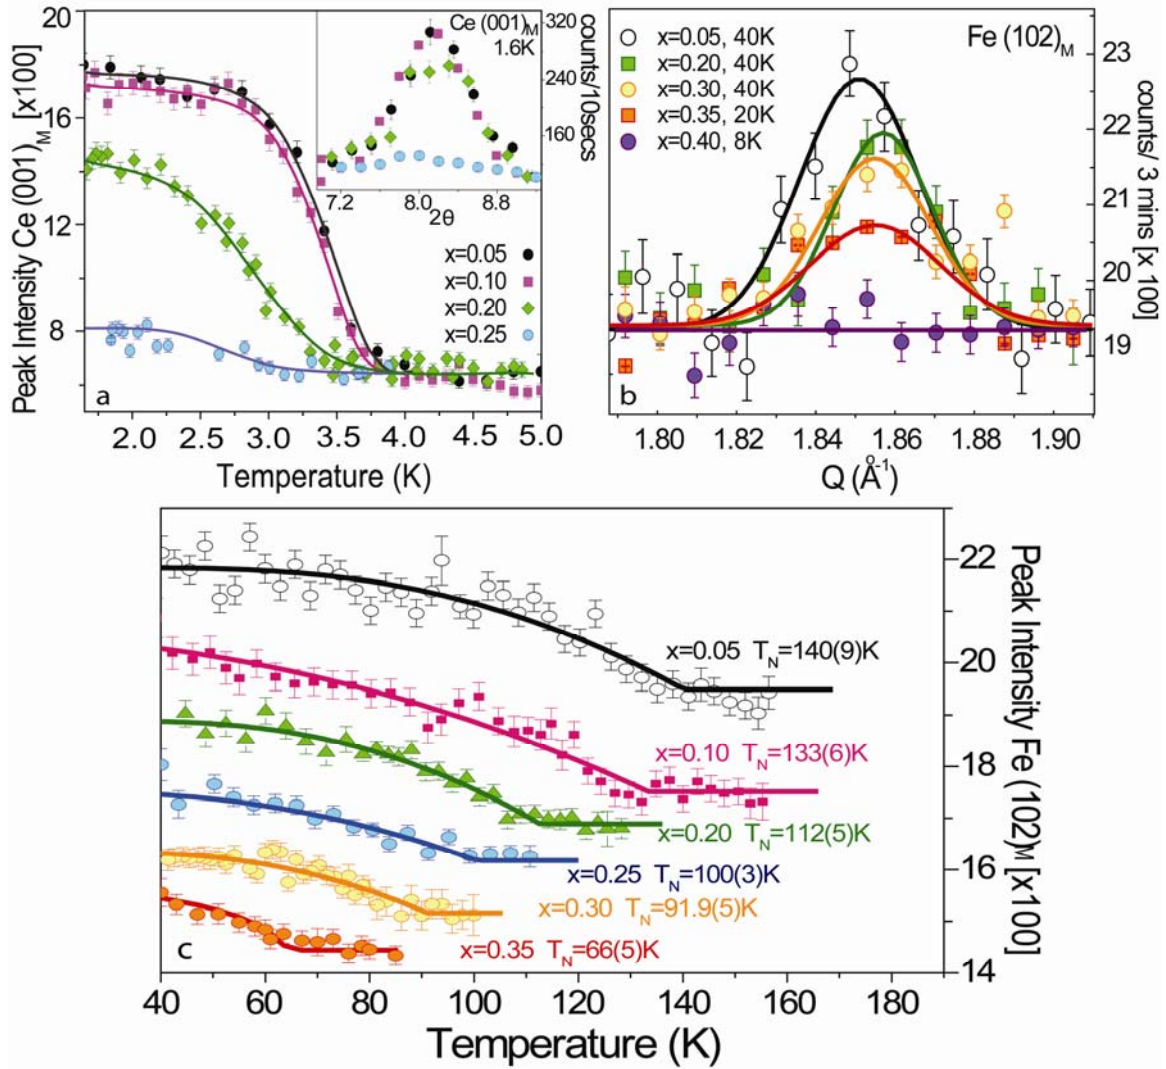 20
16
12
8
Peak Intensity Ce (001)M [x100]
Ce (001)M
1.6K
320
240
160
counts/10secs
7.2 8.0 8.8
2θ
x=0.05
x=0.10
x=0.20
x=0.25
a
2.0 2.5 3.0 3.5 4.0 4.5 5.0
Temperature (K)
x=0.05, 40K
x=0.20, 40K
x=0.30, 40K
x=0.35, 20K
x=0.40, 8K
Fe (102)M
23
22
21
20
19
counts/ 3 mins [x 100]
b
1.80 1.82 1.84 1.86 1.88 1.90
Q (Å-1)
22
20
18
16
14
Peak Intensity Fe (102)M [x100]
x=0.05 TN=140(9)K
x=0.10 TN=133(6)K
x=0.20 TN=112(5)K
x=0.25 TN=100(3)K
x=0.30 TN=91.9(5)K
x=0.35 TN=66(5)K
c
40 60 80 100 120 140 160 180
Temperature (K)